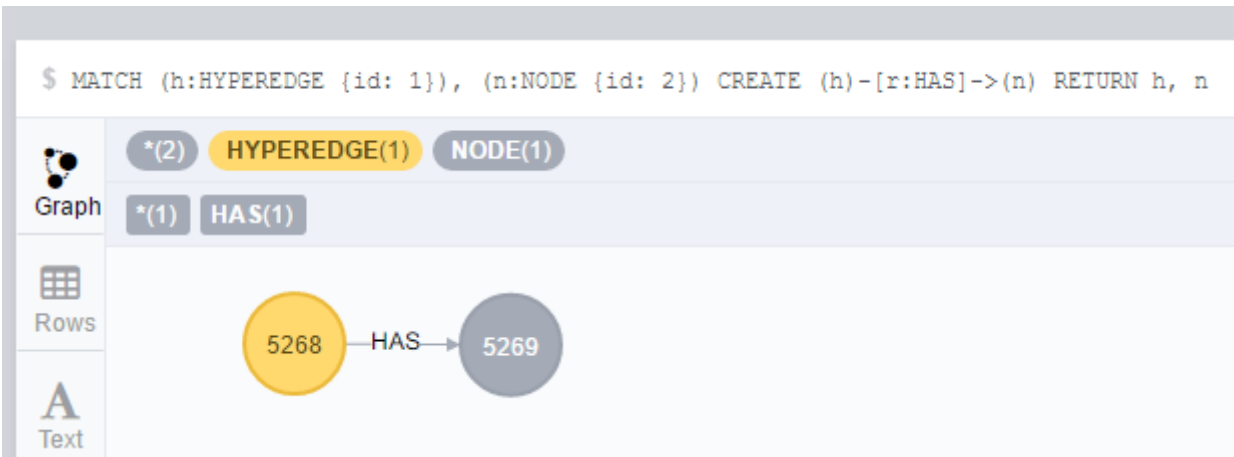 $ MATCH (h:HYPEREDGE {id: 1}), (n:NODE {id: 2}) CREATE (h)-[r:HAS]->(n) RETURN h, n
*(2) HYPEREDGE(1) NODE(1)
Graph
*(1) HAS(1)
Rows
5268 HAS 5269
A
Text